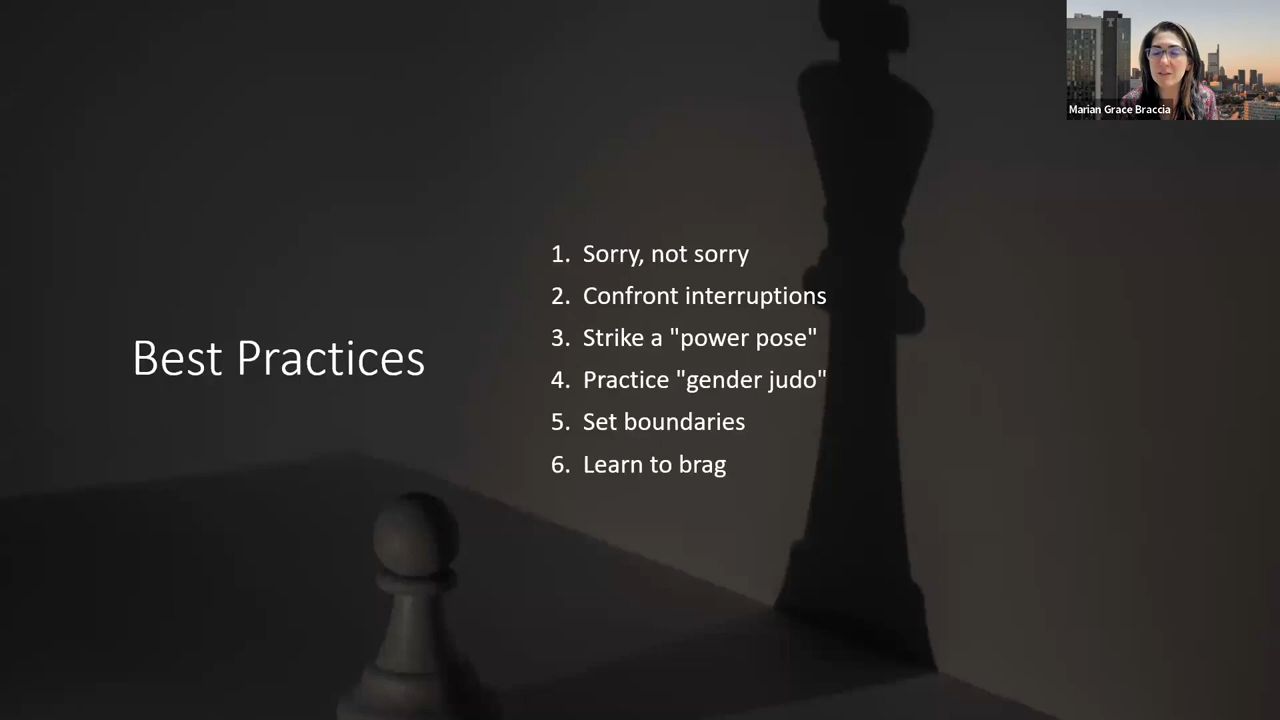 Marian Grace Braccia
Best Practices
1. Sorry, not sorry
2. Confront interruptions
3. Strike a "power pose"
4. Practice "gender judo"
5. Set boundaries
6. Learn to brag